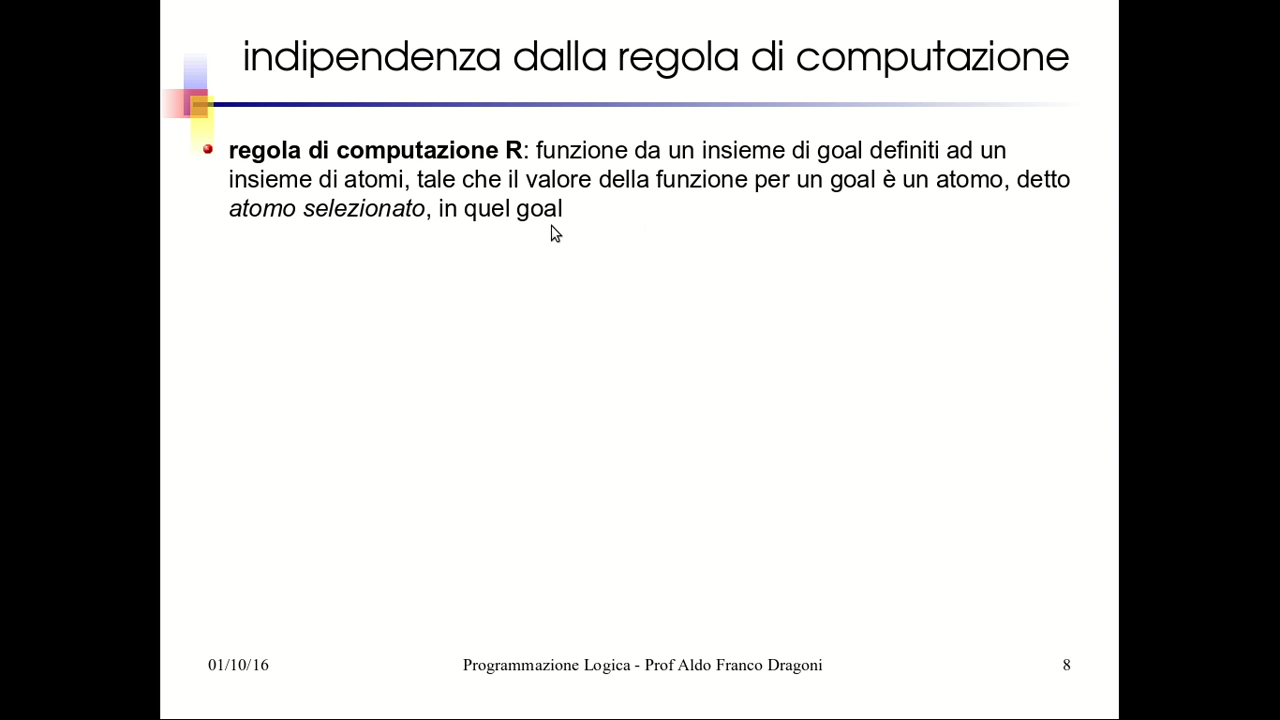 indipendenza dalla regola di computazione
regola di computazione R: funzione da un insieme di goal definiti ad un
insieme di atomi, tale che il valore della funzione per un goal è un atomo, detto
atomo selezionato, in quel goal
01/10/16
Programmazione Logica - Prof Aldo Franco Dragoni
8